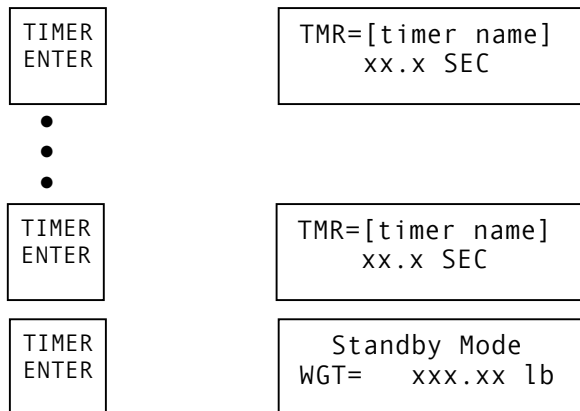 TIMER
ENTER
TMR=[timer name]
xx.x SEC
TIMER
ENTER
TMR=[timer name]
xx.x SEC
TIMER
ENTER
Standby Mode
WGT= xxx.xx lb